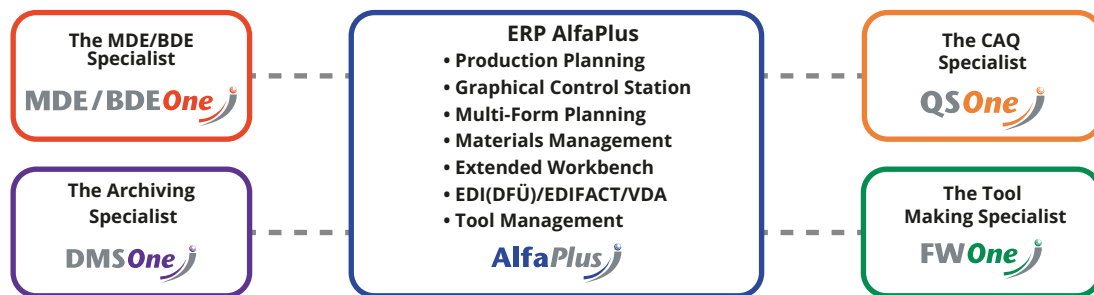 The MDE/BDE
Specialist
MDE/BDEOne
The Archiving
Specialist
DMSOne
ERP AlfaPlus
• Production Planning
• Graphical Control Station
• Multi-Form Planning
• Materials Management
• Extended Workbench
• EDI(DFÜ)/EDIFACT/VDA
• Tool Management
AlfaPlus
The CAQ
Specialist
QSOne
The Tool
Making Specialist
FWOne